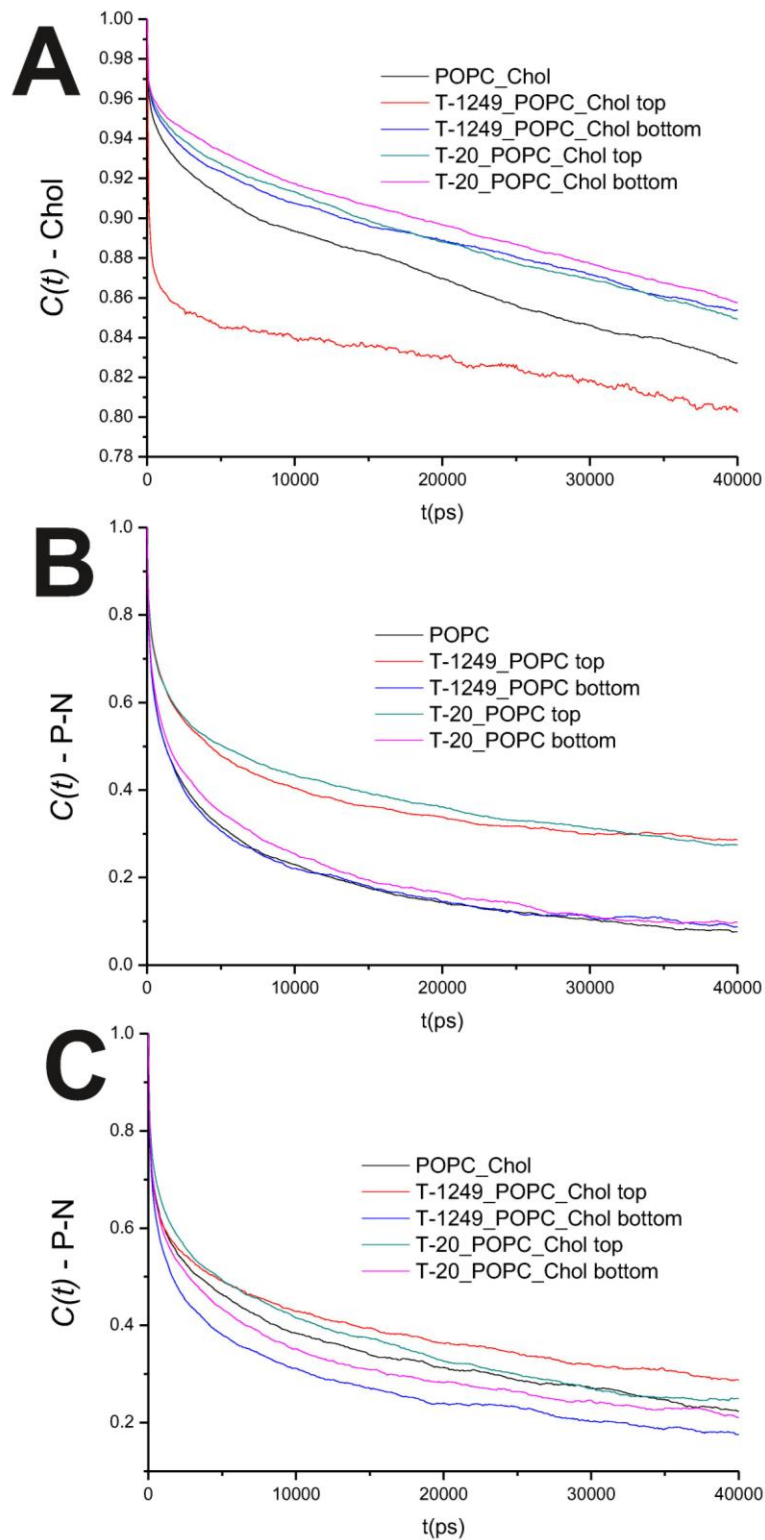 A
1.00
0.98
0.96
0.94
0.92
0.90
0.88
0.86
0.84
0.82
0.80
0.78
C(t) - Chol
POPC_Chol
T-1249_POPC_Chol top
T-1249_POPC_Chol bottom
T-20_POPC_Chol top
T-20_POPC_Chol bottom
0 10000 20000 30000 40000
t(ps)
B
1.0
0.8
0.6
0.4
0.2
0.0
C(t) - P-N
POPC
T-1249_POPC top
T-1249_POPC bottom
T-20_POPC top
T-20_POPC bottom
0 10000 20000 30000 40000
t(ps)
C
1.0
0.8
0.6
0.4
0.2
C(t) - P-N
POPC_Chol
T-1249_POPC_Chol top
T-1249_POPC_Chol bottom
T-20_POPC_Chol top
T-20_POPC_Chol bottom
0 10000 20000 30000 40000
t(ps)